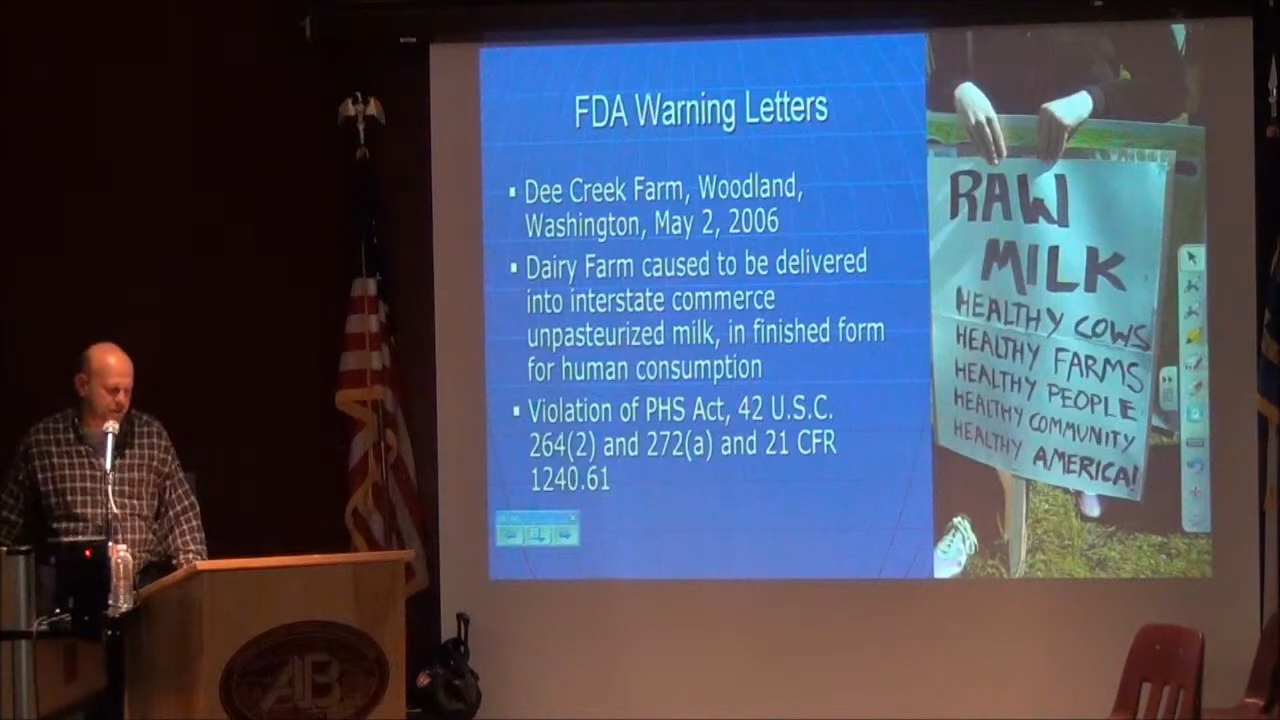 FDA Warning Letters
▪ Dee Creek Farm, Woodland,
Washington, May 2, 2006
▪ Dairy Farm caused to be delivered
into interstate commerce
unpasteurized milk, in finished form
for human consumption
▪ Violation of PHS Act, 42 U.S.C.
264(2) and 272(a) and 21 CFR
1240.61
RAW
MILK
HEALTHY COWS
HEALTHY FARMS
HEALTHY PEOPLE
HEALTHY COMMUNITY
HEALTHY AMERICA!
AB